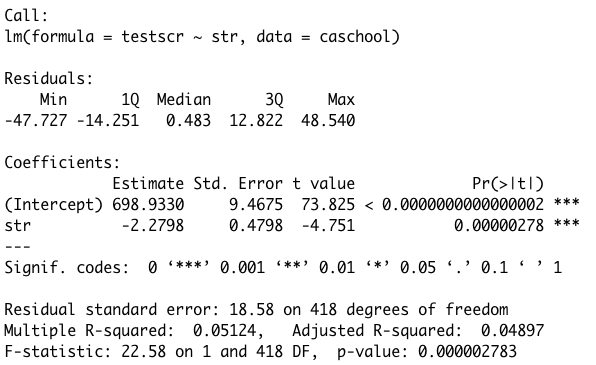 Call:
lm(formula = testscr ~ str, data = caschool)
Residuals:
Min 1Q Median 3Q Max
-47.727 -14.251 0.483 12.822 48.540
Coefficients:
Estimate Std. Error t value Pr(>|t|)
(Intercept) 698.9330 9.4675 73.825 < 0.0000000000000002 ***
str -2.2798 0.4798 -4.751 0.00000278 ***
---
Signif. codes: 0 ‘***’ 0.001 ‘**’ 0.01 ‘*’ 0.05 ‘.’ 0.1 ‘ ’ 1
Residual standard error: 18.58 on 418 degrees of freedom
Multiple R-squared: 0.05124, Adjusted R-squared: 0.04897
F-statistic: 22.58 on 1 and 418 DF, p-value: 0.000002783